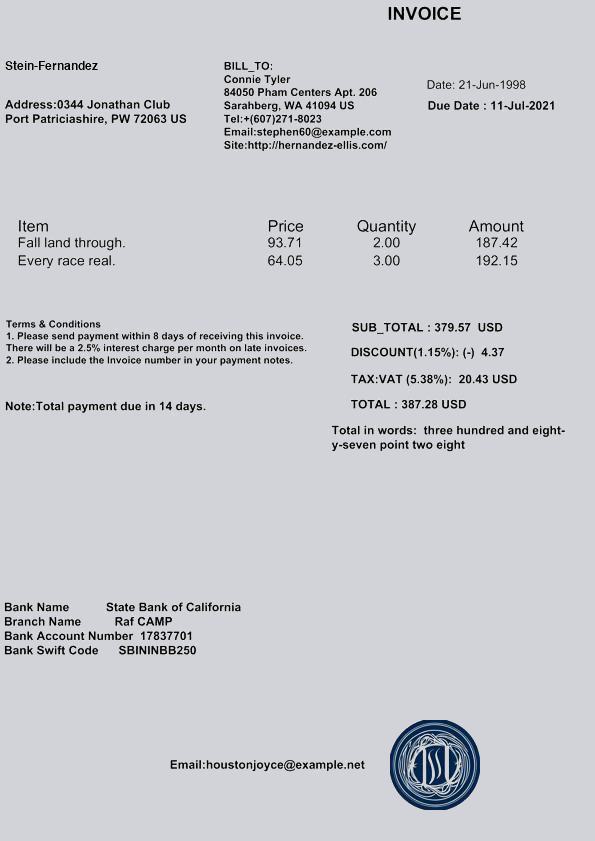 INVOICE
Stein-Fernandez
Address:0344 Jonathan Club
Port Patriciashire, PW 72063 US
BILL_TO:
Connie Tyler
84050 Pham Centers Apt. 206
Sarahberg, WA 41094 US
Tel:+(607)271-8023
Email:stephen60@example.com
Site:http://hernandez-ellis.com/
Date: 21-Jun-1998
Due Date : 11-Jul-2021
Item Price Quantity Amount
Fall land through. 93.71 2.00 187.42
Every race real. 64.05 3.00 192.15
Terms & Conditions
1. Please send payment within 8 days of receiving this invoice.
There will be a 2.5% interest charge per month on late invoices.
2. Please include the Invoice number in your payment notes.
Note:Total payment due in 14 days.
SUB_TOTAL : 379.57 USD
DISCOUNT(1.15%): (-) 4.37
TAX:VAT (5.38%): 20.43 USD
TOTAL : 387.28 USD
Total in words: three hundred and eight-
y-seven point two eight
Bank Name State Bank of California
Branch Name Raf CAMP
Bank Account Number 17837701
Bank Swift Code SBININBB250
Email:houstonjoyce@example.net